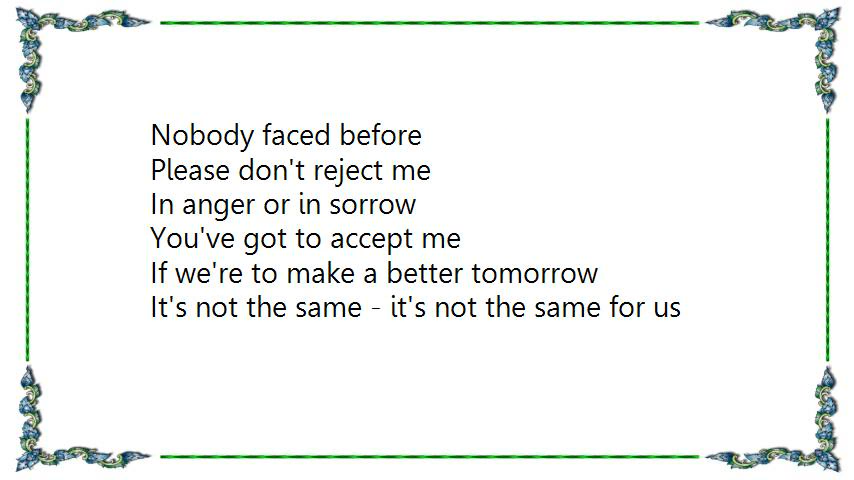 Nobody faced before
Please don't reject me
In anger or in sorrow
You've got to accept me
If we're to make a better tomorrow
It's not the same - it's not the same for us